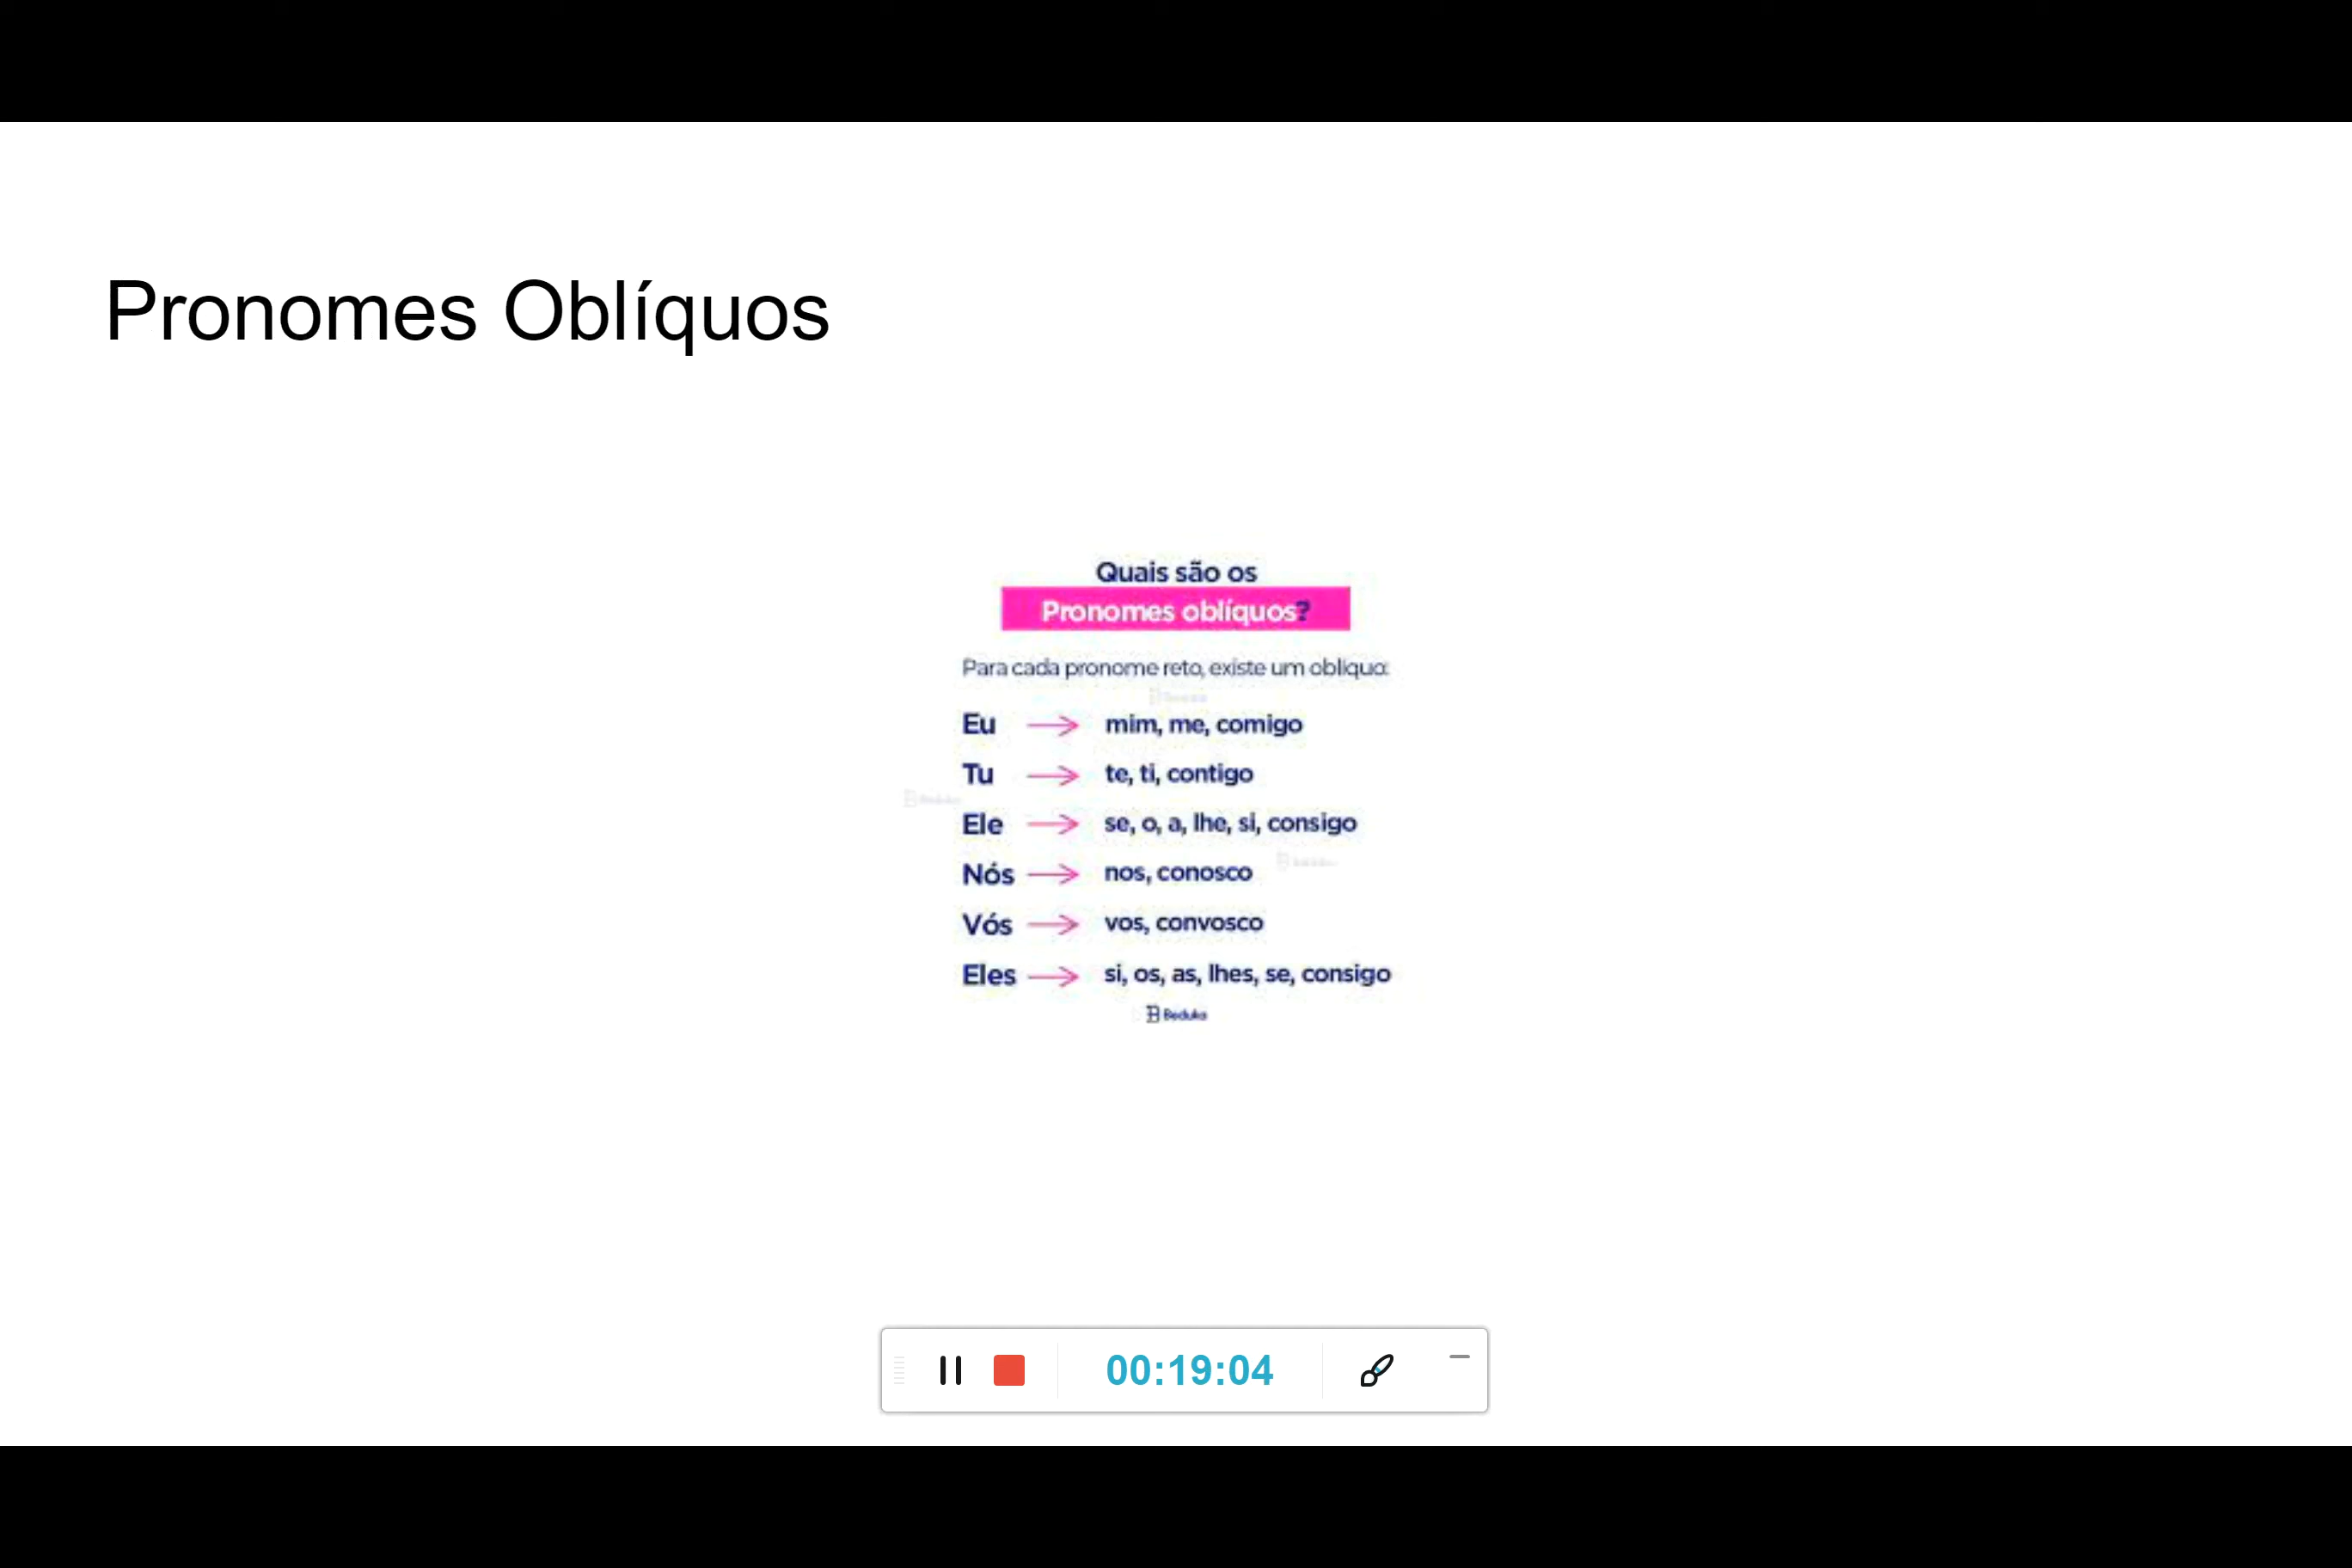 Pronomes Oblíquos
Quais são os
Pronomes oblíquos?
Para cada pronome reto, existe um oblíquo:
Eu → mim, me, comigo
Tu → te, ti, contigo
Ele → se, o, a, lhe, si, consigo
Nós → nos, conosco
Vós → vos, convosco
Eles → si, os, as, lhes, se, consigo
Beduka
00:19:04